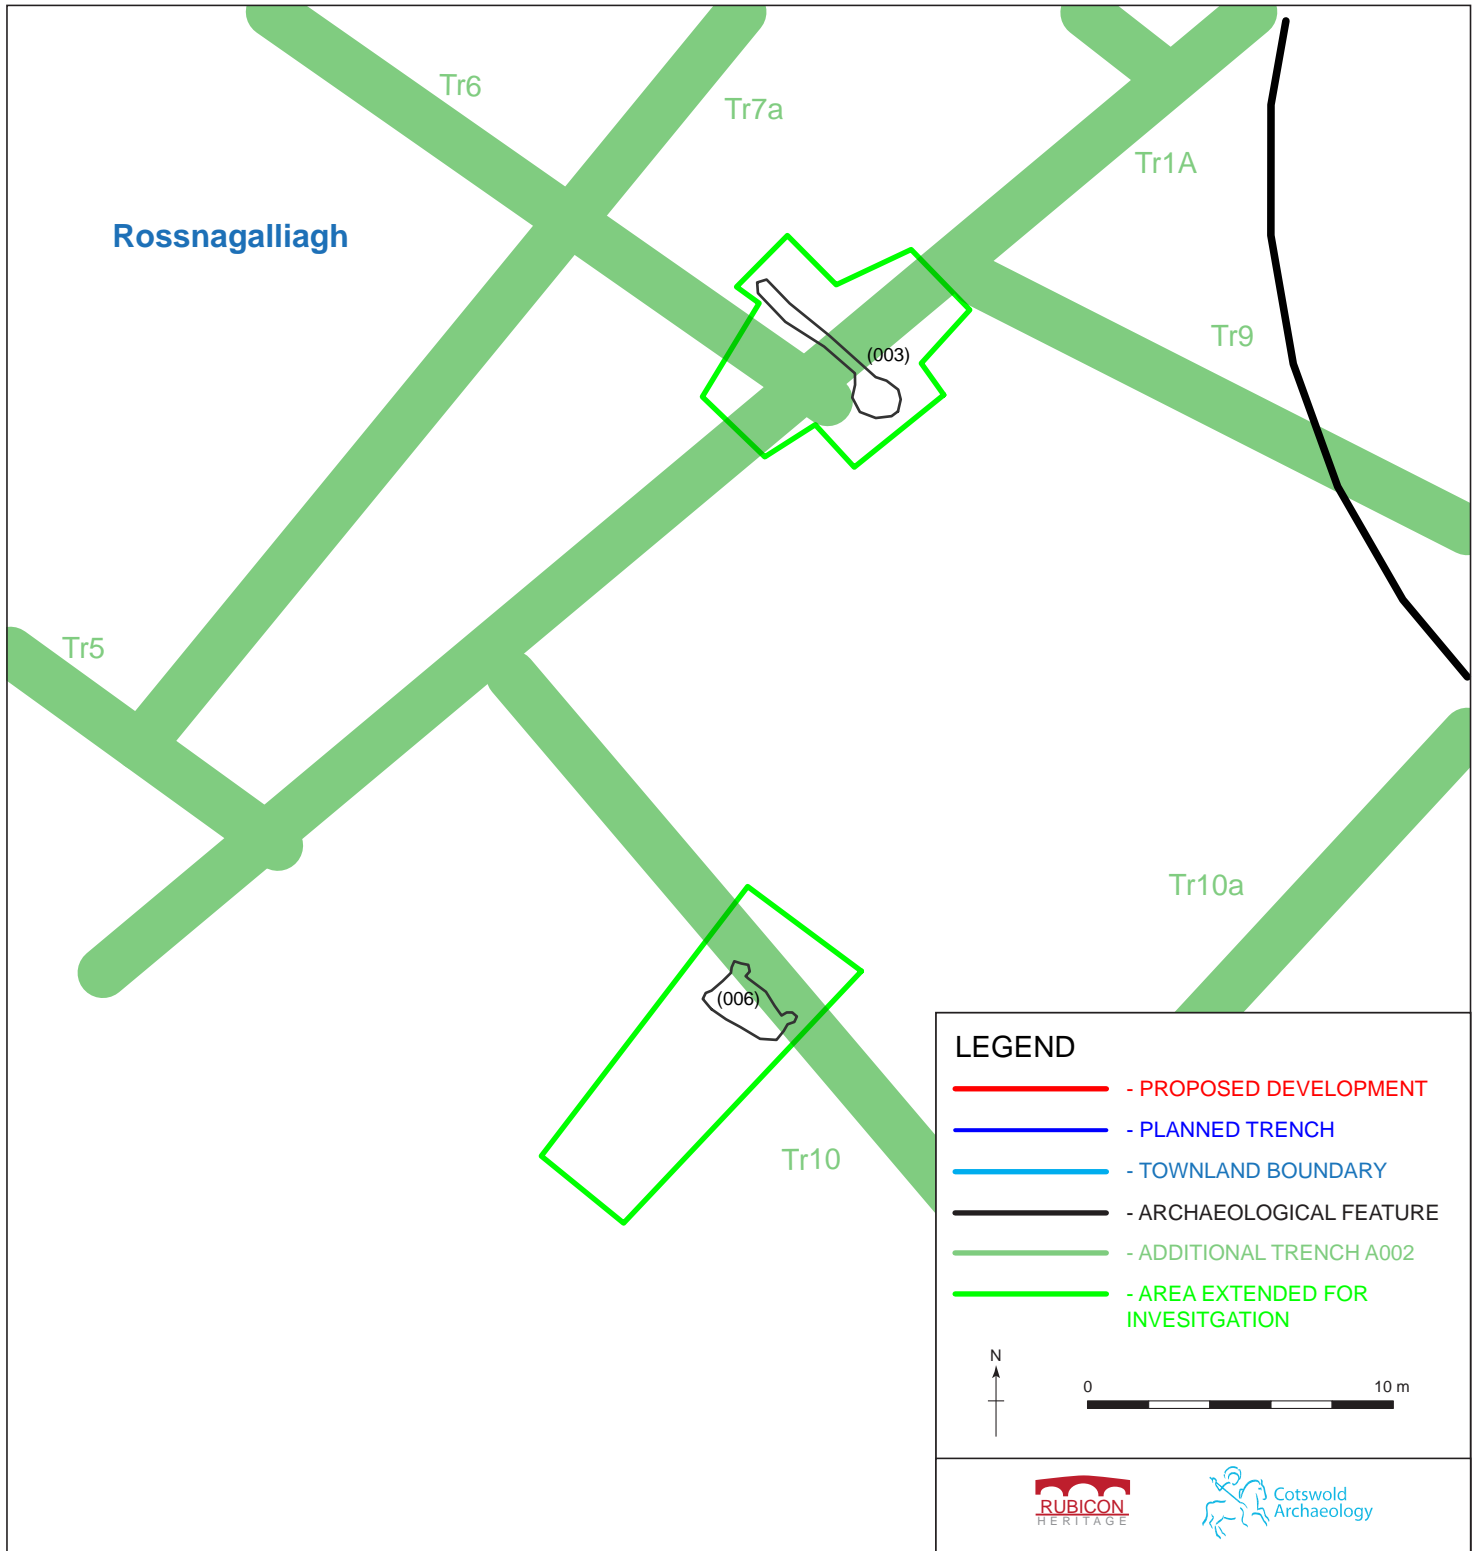 Tr6
Tr7a
Tr1A
Rossnagalliagh
Tr9
(003)
Tr5
Tr10a
(006)
Tr10
LEGEND
- PROPOSED DEVELOPMENT
- PLANNED TRENCH
- TOWNLAND BOUNDARY
- ARCHAEOLOGICAL FEATURE
- ADDITIONAL TRENCH A002
- AREA EXTENDED FOR
INVESITGATION
N
0 10 m
RUBICON
HERITAGE
Cotswold
Archaeology